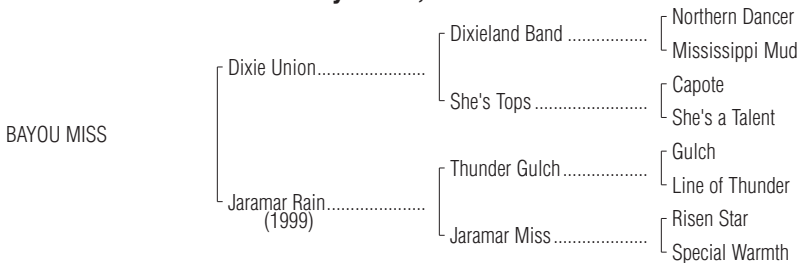 Northern Dancer
Dixieland Band ................
Mississippi Mud
Dixie Union......................
Capote
She's Tops ......................
She's a Talent
BAYOU MISS
Gulch
Thunder Gulch.................
Line of Thunder
Jaramar Rain....................
(1999)
Risen Star
Jaramar Miss...................
Special Warmth